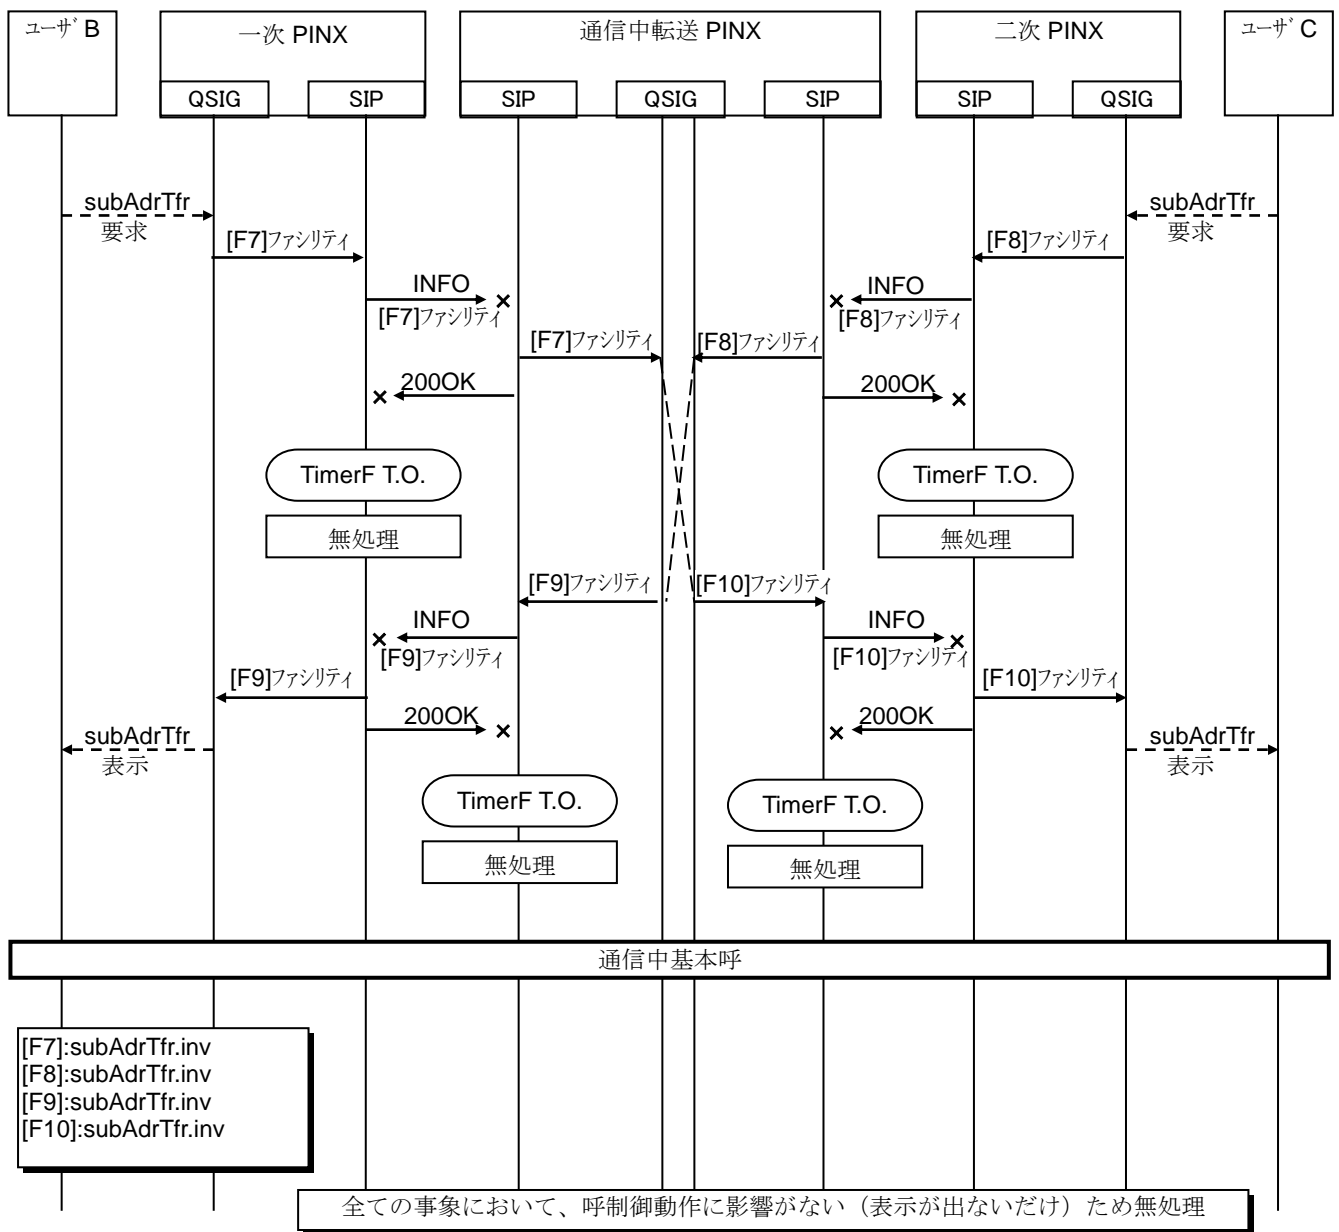 ユーザB
一次 PINX
通信中転送 PINX
二次 PINX
ユーザC
QSIG
SIP
SIP
QSIG
SIP
SIP
QSIG
subAdrTfr
要求
subAdrTfr
要求
[F7]ファシリティ
[F8]ファシリティ
INFO
×
[F7]ファシリティ
×
INFO
[F8]ファシリティ
[F7]ファシリティ
[F8]ファシリティ
×
200OK
200OK
×
TimerF T.O.
TimerF T.O.
無処理
無処理
[F9]ファシリティ
[F10]ファシリティ
×
INFO
[F9]ファシリティ
INFO
×
[F10]ファシリティ
[F9]ファシリティ
[F10]ファシリティ
200OK
×
×
200OK
subAdrTfr
表示
subAdrTfr
表示
TimerF T.O.
TimerF T.O.
無処理
無処理
通信中基本呼
[F7]:subAdrTfr.inv
[F8]:subAdrTfr.inv
[F9]:subAdrTfr.inv
[F10]:subAdrTfr.inv
全ての事象において、呼制御動作に影響がない（表示が出ないだけ）ため無処理